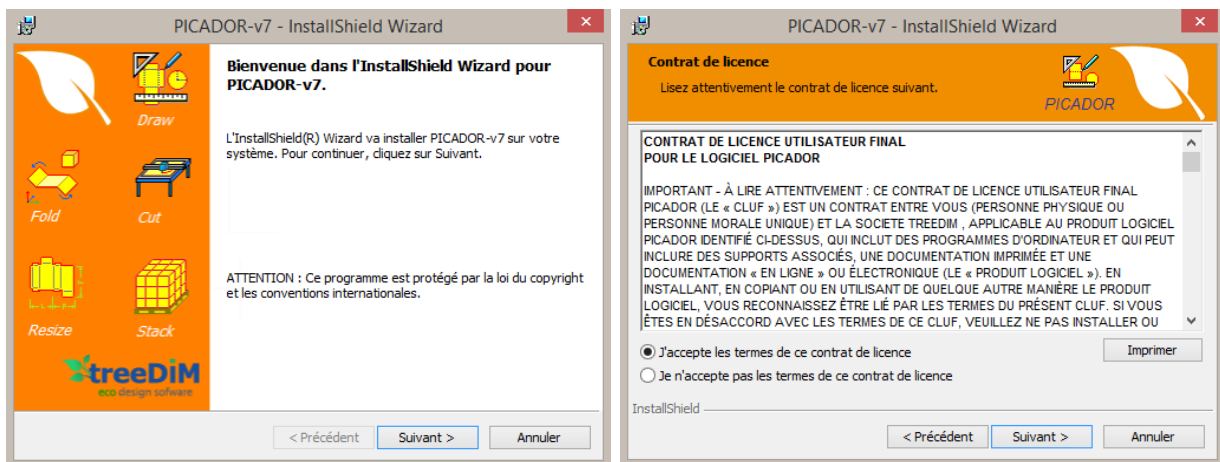 PICADOR-v7 - InstallShield Wizard
Draw
Fold
Cut
Resize
Stack
treeDiM
eco design sofware
Bienvenue dans l'InstallShield Wizard pour
PICADOR-v7.
L'InstallShield(R) Wizard va installer PICADOR-v7 sur votre
système. Pour continuer, cliquez sur Suivant.
ATTENTION : Ce programme est protégé par la loi du copyright
et les conventions internationales.
< Précédent
Suivant >
Annuler
PICADOR-v7 - InstallShield Wizard
Contrat de licence
Lisez attentivement le contrat de licence suivant.
PICADOR
CONTRAT DE LICENCE UTILISATEUR FINAL
POUR LE LOGICIEL PICADOR
IMPORTANT - À LIRE ATTENTIVEMENT : CE CONTRAT DE LICENCE UTILISATEUR FINAL
PICADOR (LE « CLUF ») EST UN CONTRAT ENTRE VOUS (PERSONNE PHYSIQUE OU
PERSONNE MORALE UNIQUE) ET LA SOCIETE TREEDIM , APPLICABLE AU PRODUIT LOGICIEL
PICADOR IDENTIFIÉ CI-DESSUS, QUI INCLUT DES PROGRAMMES D'ORDINATEUR ET QUI PEUT
INCLURE DES SUPPORTS ASSOCIÉS, UNE DOCUMENTATION IMPRIMÉE ET UNE
DOCUMENTATION « EN LIGNE » OU ÉLECTRONIQUE (LE « PRODUIT LOGICIEL »). EN
INSTALLANT, EN COPIANT OU EN UTILISANT DE QUELQUE AUTRE MANIÈRE LE PRODUIT
LOGICIEL, VOUS RECONNAISSEZ ÊTRE LIÉ PAR LES TERMES DU PRÉSENT CLUF. SI VOUS
ÊTES EN DÉSACCORD AVEC LES TERMES DE CE CLUF, VEUILLEZ NE PAS INSTALLER OU
J'accepte les termes de ce contrat de licence
Imprimer
Je n'accepte pas les termes de ce contrat de licence
InstallShield
< Précédent
Suivant >
Annuler